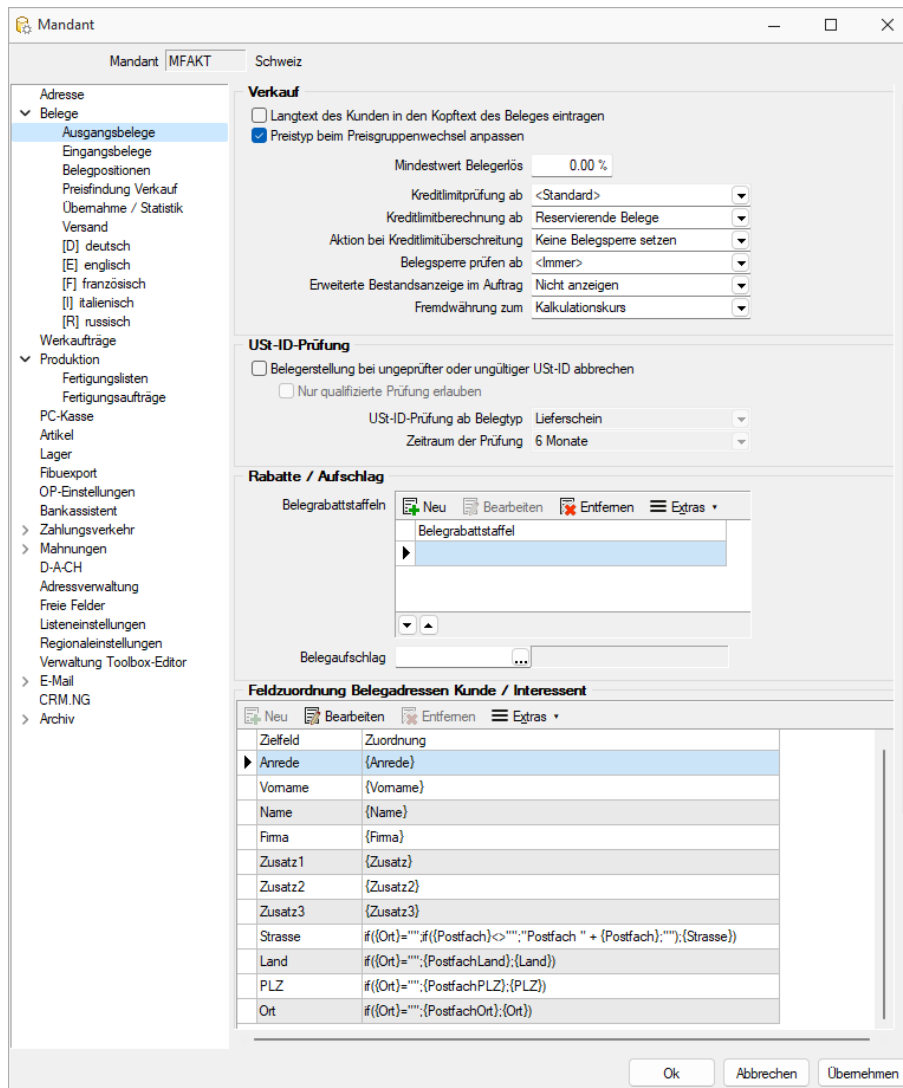 Mandant
Mandant MFAKT Schweiz
Adresse
Belege
Ausgangsbelege
Eingangsbelege
Belegpositionen
Preisfindung Verkauf
Übernahme / Statistik
Versand
[D] deutsch
[E] englisch
[F] französisch
[I] italienisch
[R] russisch
Werkaufträge
Produktion
Fertigungslisten
Fertigungsaufträge
PC-Kasse
Artikel
Lager
Fibuexport
OP-Einstellungen
Bankassistent
Zahlungsverkehr
Mahnungen
D-A-CH
Adressverwaltung
Freie Felder
Listeneinstellungen
Regionaleinstellungen
Verwaltung Toolbox-Editor
E-Mail
CRM.NG
Archiv
Verkauf
Langtext des Kunden in den Kopftext des Beleges eintragen
Preistyp beim Preisgruppenwechsel anpassen
Mindestwert Belegerlös 0.00 %
Kreditlimitprüfung ab <Standard>
Kreditlimitberechnung ab Reservierende Belege
Aktion bei Kreditlimitüberschreitung Keine Belegsperre setzen
Belegsperre prüfen ab <Immer>
Erweiterte Bestandsanzeige im Auftrag Nicht anzeigen
Fremdwährung zum Kalkulationskurs
USt-ID-Prüfung
Belegerstellung bei ungeprüfter oder ungültiger USt-ID abbrechen
Nur qualifizierte Prüfung erlauben
USt-ID-Prüfung ab Belegtyp Lieferschein
Zeitraum der Prüfung 6 Monate
Rabatte / Aufschlag
Belegrabattstaffeln Neu Bearbeiten Entfernen Extras
Belegrabattstaffel
Belegaufschlag ...
Feldzuordnung Belegadressen Kunde / Interessent
Neu Bearbeiten Entfernen Extras
Zielfeld Zuordnung
Anrede {Anrede}
Vorname {Vorname}
Name {Name}
Firma {Firma}
Zusatz1 {Zusatz}
Zusatz2 {Zusatz2}
Zusatz3 {Zusatz3}
Strasse if({Ort}="";if({Postfach}<>"";"Postfach " + {Postfach};"");{Strasse})
Land if({Ort}="";{PostfachLand};{Land})
PLZ if({Ort}="";{PostfachPLZ};{PLZ})
Ort if({Ort}="";{PostfachOrt};{Ort})
Ok Abbrechen Übernehmen